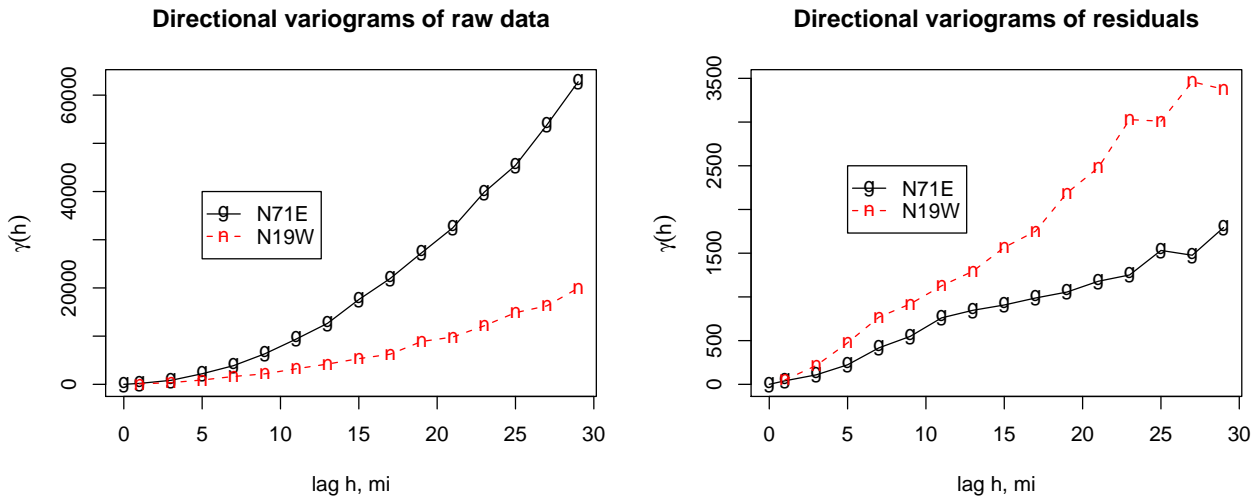 Directional variograms of raw data
γ(h)
60000
40000
20000
0
g N71E
n N19W
0 5 10 15 20 25 30
lag h, mi
Directional variograms of residuals
γ(h)
3500
2500
1500
500
0
g N71E
n N19W
0 5 10 15 20 25 30
lag h, mi